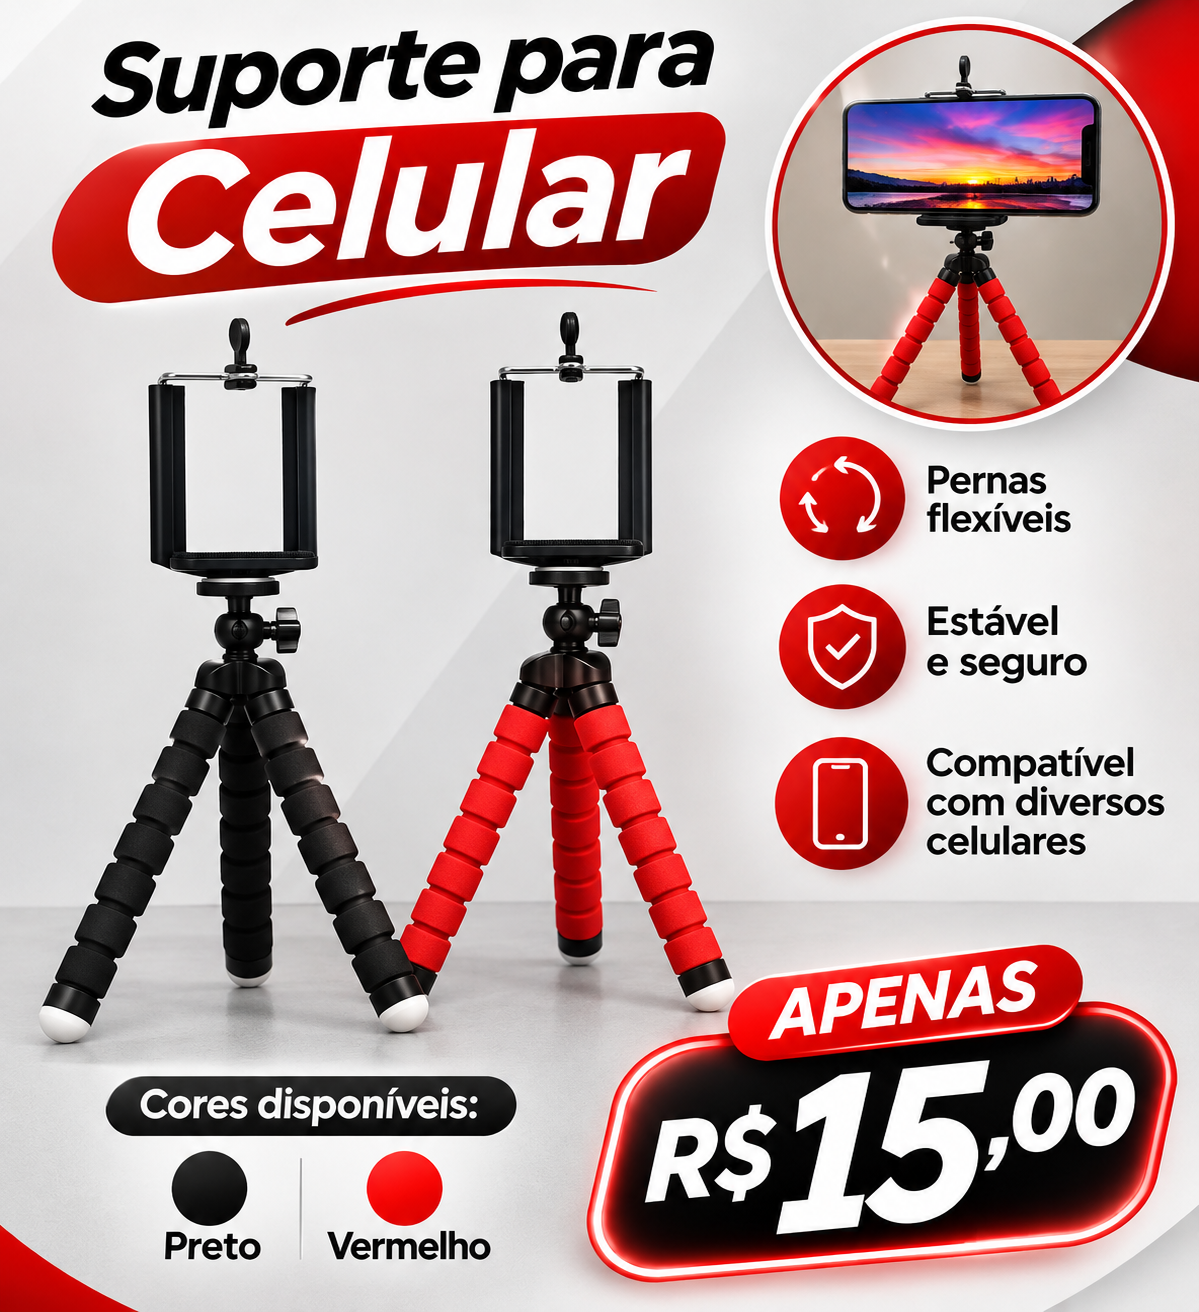 Suporte para
Celular
Pernas
flexíveis
Estável
e seguro
Compatível
com diversos
celulares
APENAS
R$15,00
Cores disponíveis:
Preto
Vermelho